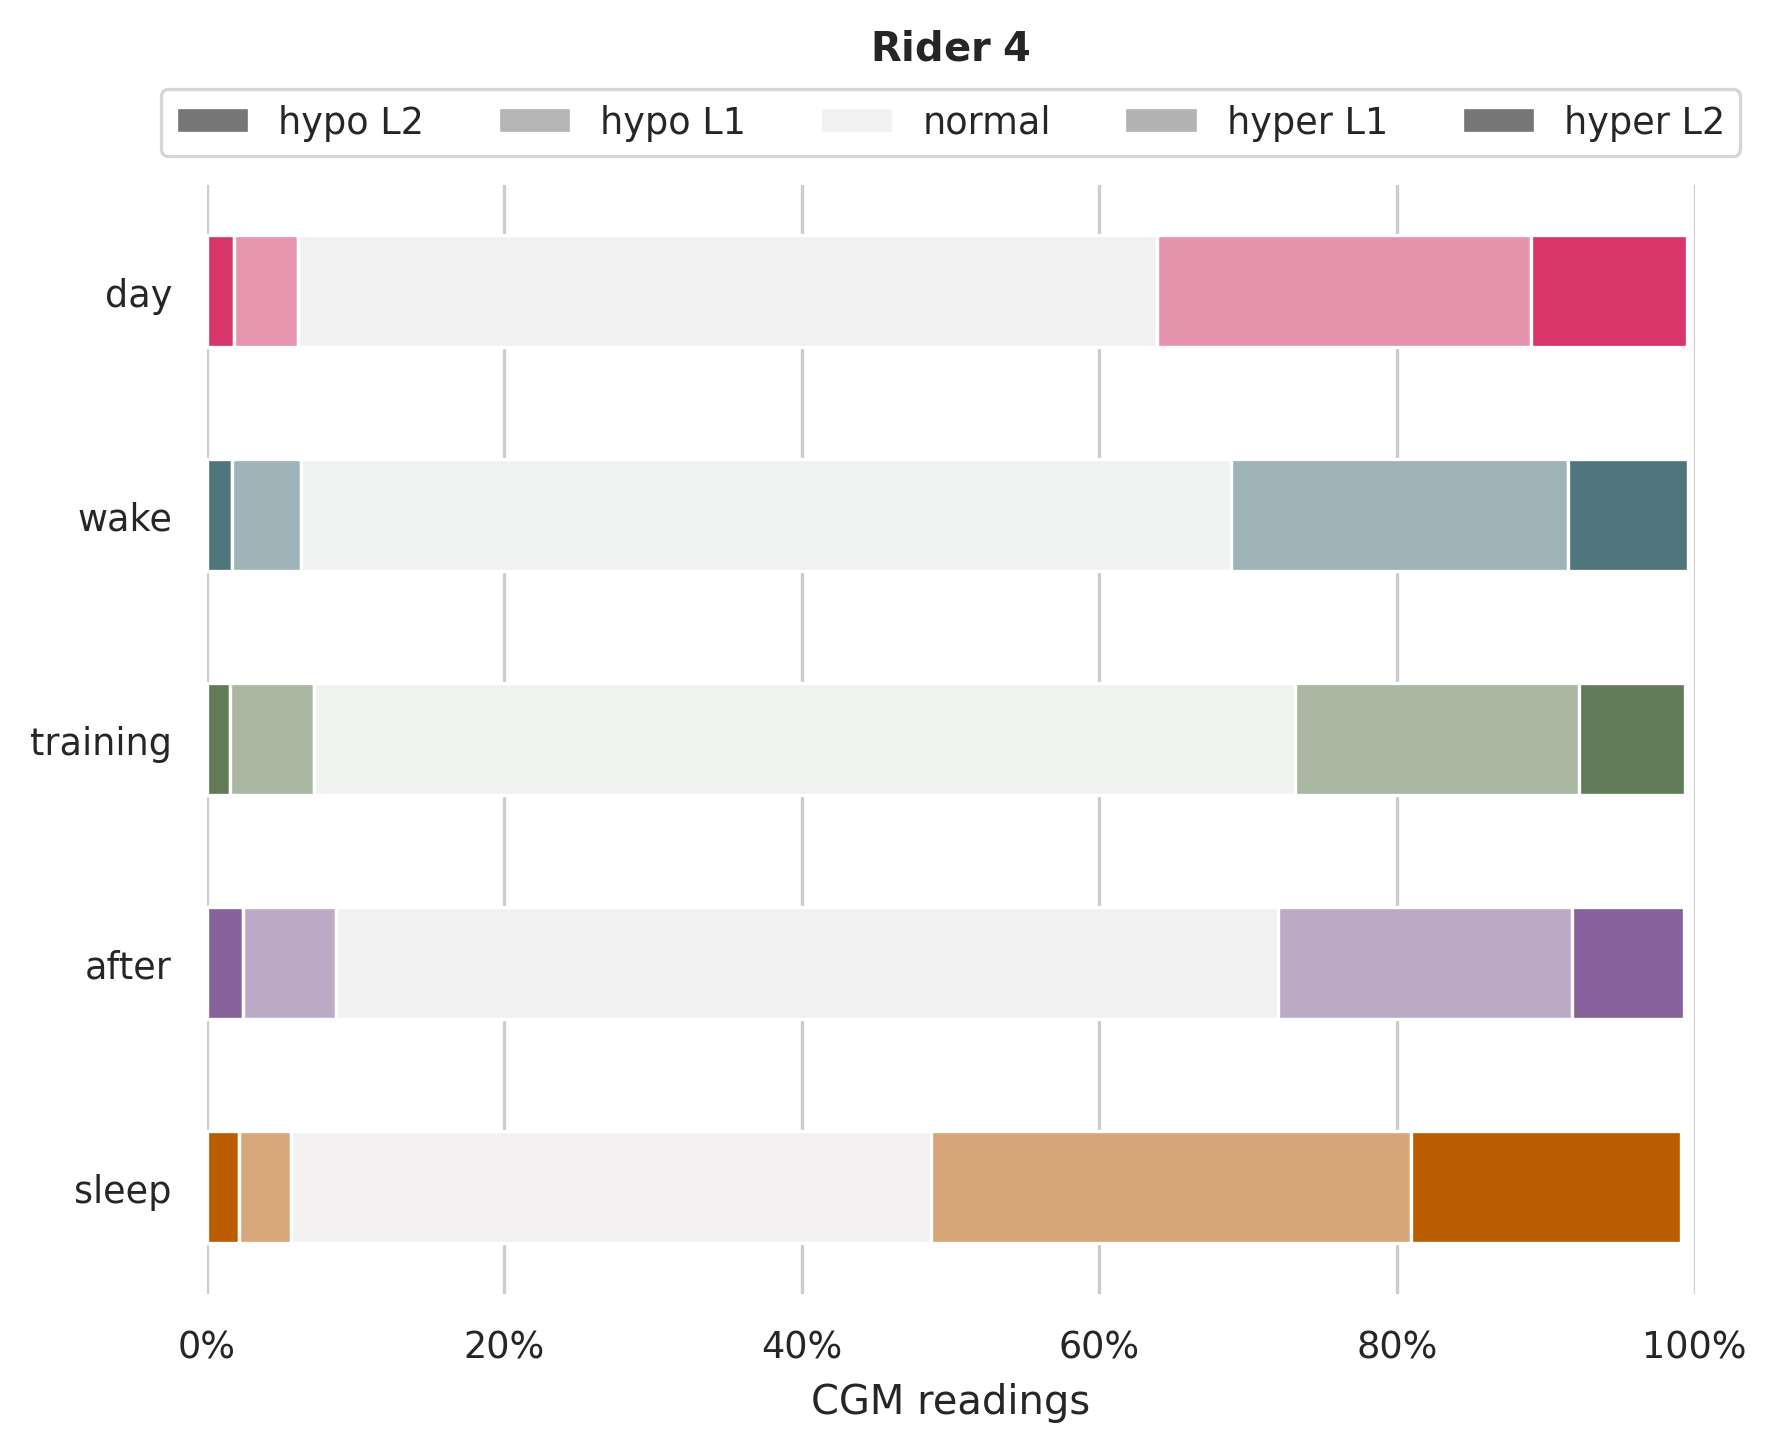 Rider 4
hypo L2 hypo L1 normal hyper L1 hyper L2
day
wake
training
after
sleep
0% 20% 40% 60% 80% 100%
CGM readings